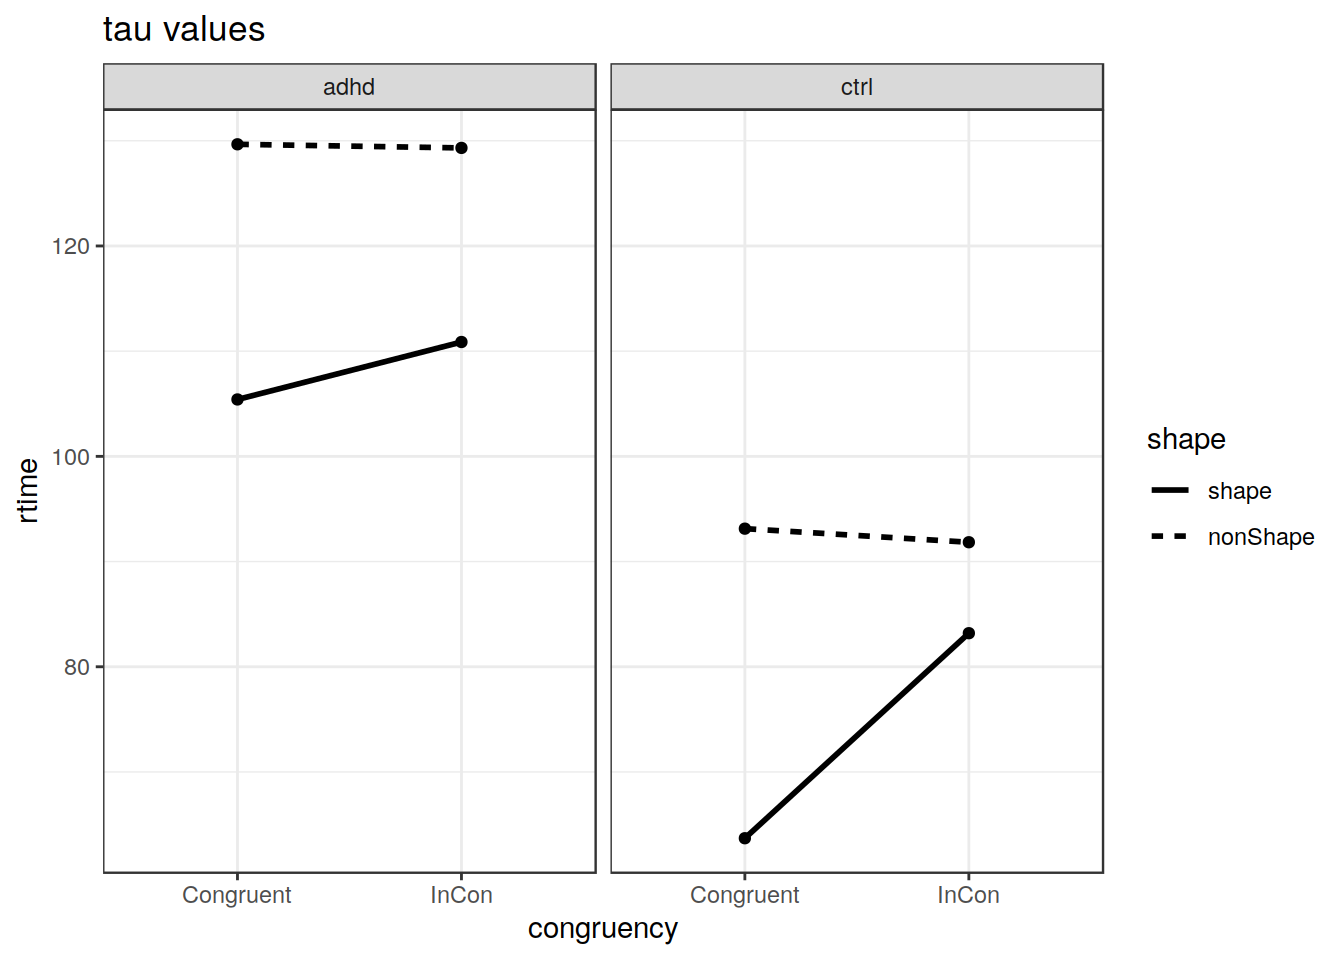 tau values
adhd
ctrl
120
100
80
rtime
Congruent
InCon
Congruent
InCon
congruency
shape
shape
nonShape